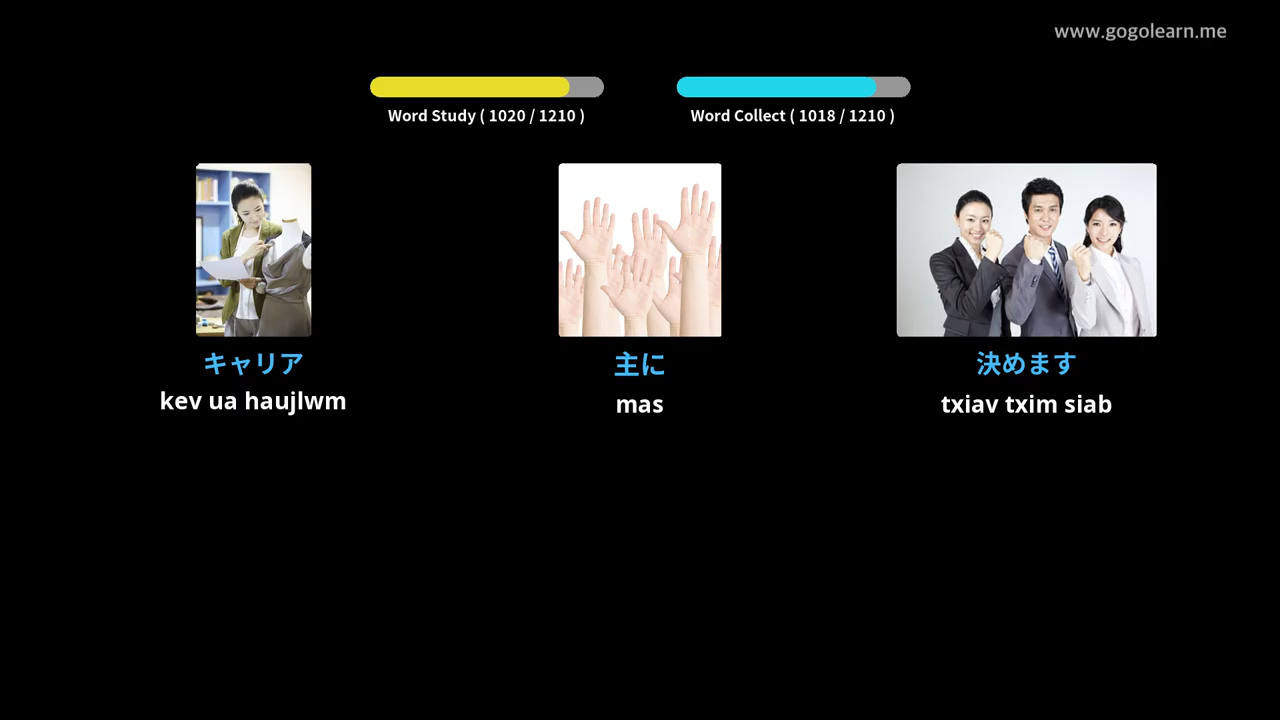 www.gogolearn.me
Word Study ( 1020 / 1210 )
Word Collect ( 1018 / 1210 )
キャリア
主に
決めます
kev ua haujlwm
mas
txiav txim siab